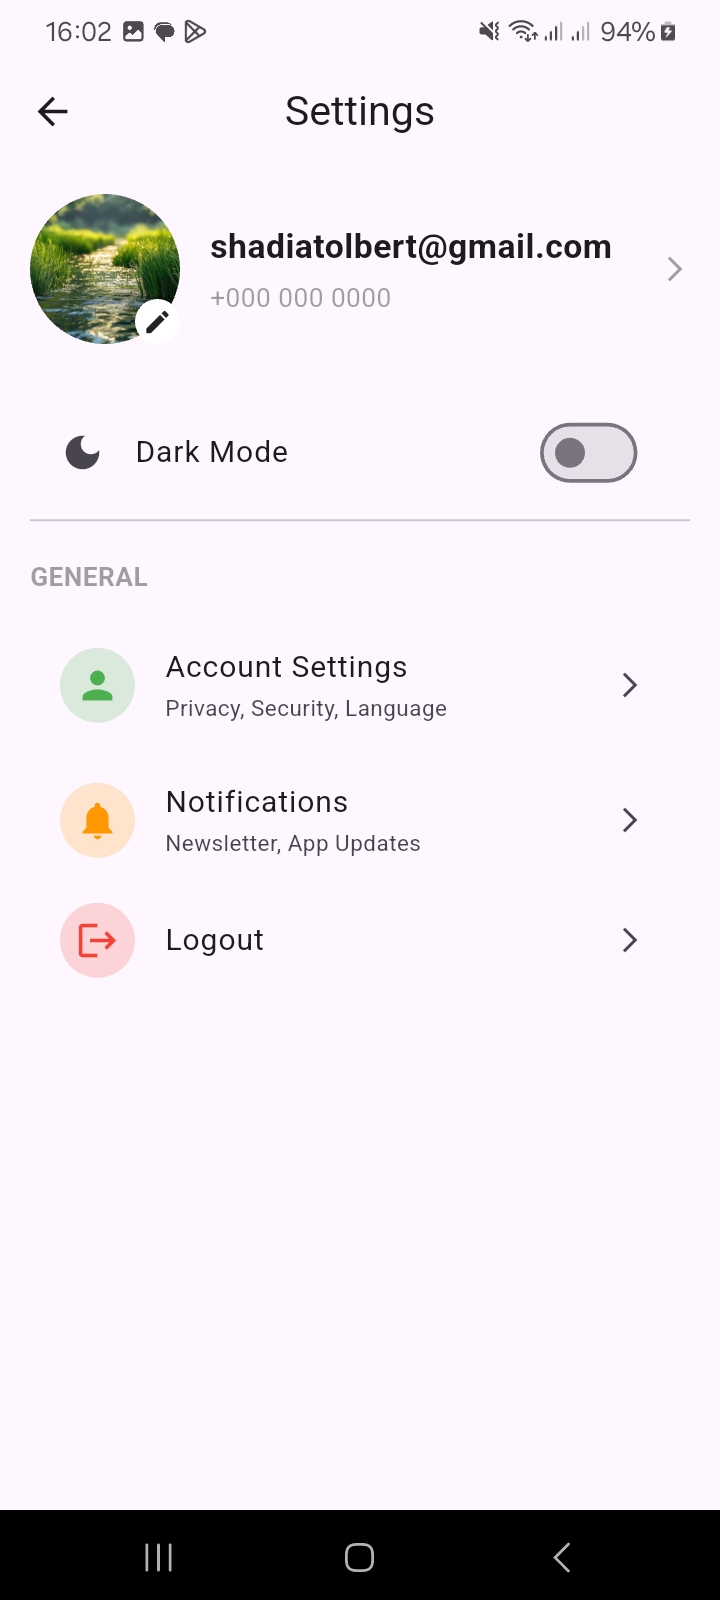 16:02
94%
Settings
shadiatolbert@gmail.com
+000 000 0000
Dark Mode
GENERAL
Account Settings
Privacy, Security, Language
Notifications
Newsletter, App Updates
Logout